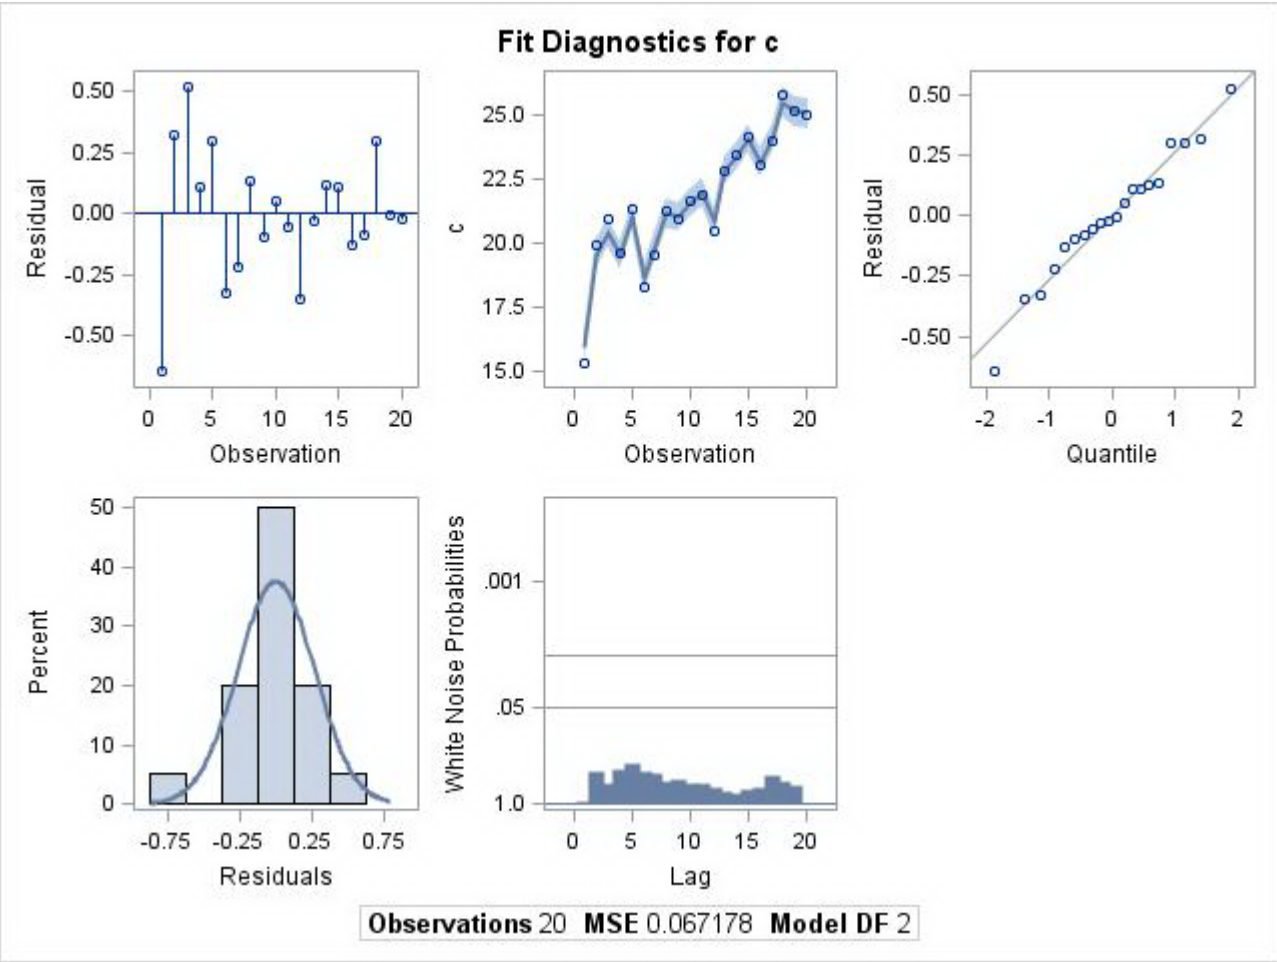 Fit Diagnostics for c
Residual
0.50
0.25
0.00
-0.25
-0.50
0 5 10 15 20
Observation
c
25.0
22.5
20.0
17.5
15.0
0 5 10 15 20
Observation
Residual
0.50
0.25
0.00
-0.25
-0.50
-2 -1 0 1 2
Quantile
Percent
50
40
30
20
10
0
-0.75 -0.25 0.25 0.75
Residuals
White Noise Probabilities
.001
.05
1.0
0 5 10 15 20
Lag
Observations 20 MSE 0.067178 Model DF 2